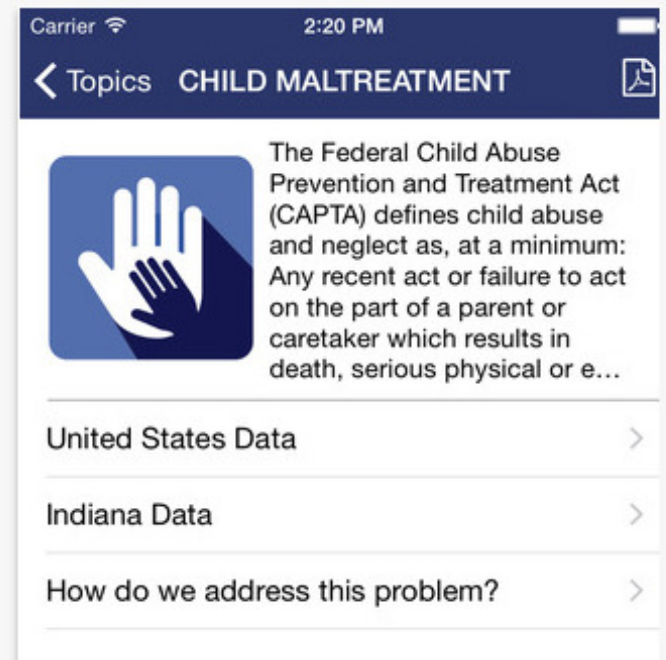 Carrier 2:20 PM
Topics CHILD MALTREATMENT
The Federal Child Abuse
Prevention and Treatment Act
(CAPTA) defines child abuse
and neglect as, at a minimum:
Any recent act or failure to act
on the part of a parent or
caretaker which results in
death, serious physical or e...
United States Data
Indiana Data
How do we address this problem?